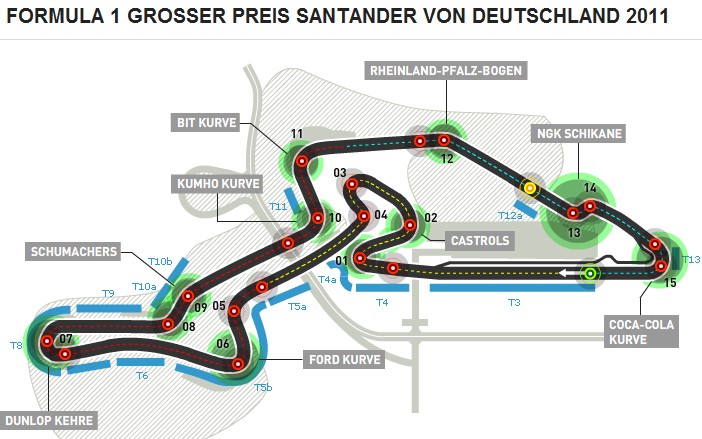 FORMULA 1 GROSSER PREIS SANTANDER VON DEUTSCHLAND 2011
RHEINLAND-PFALZ-BOGEN
BIT KURVE
11
12
NGK SCHIKANE
KUMHO KURVE
03
14
T11
10
04
02
T12a
13
CASTROLS
SCHUMACHERS
T10b
01
T13
15
T10a
T4a
T9
09
05
T5a
T4
T3
08
COCA-COLA
KURVE
T8
07
06
FORD KURVE
T6
T5b
DUNLOP KEHRE